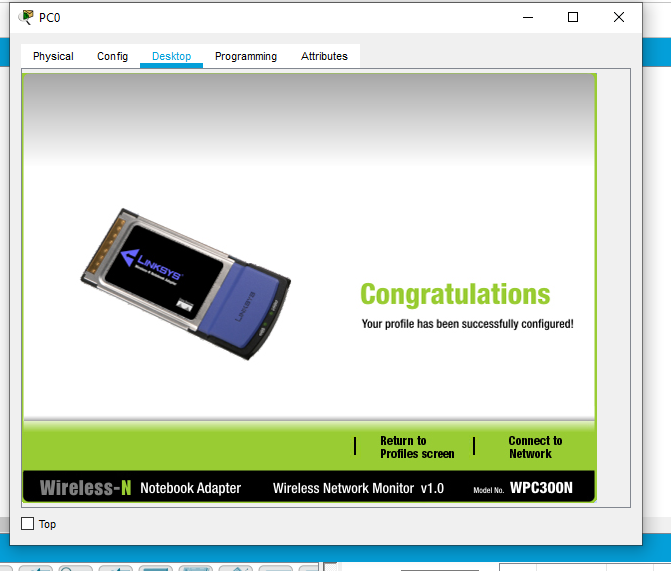 PC0
Physical Config Desktop Programming Attributes
LINKSYS
Congratulations
Your profile has been successfully configured!
Return to
Profiles screen
Connect to
Network
Wireless-N Notebook Adapter Wireless Network Monitor v1.0 Model No. WPC300N
Top